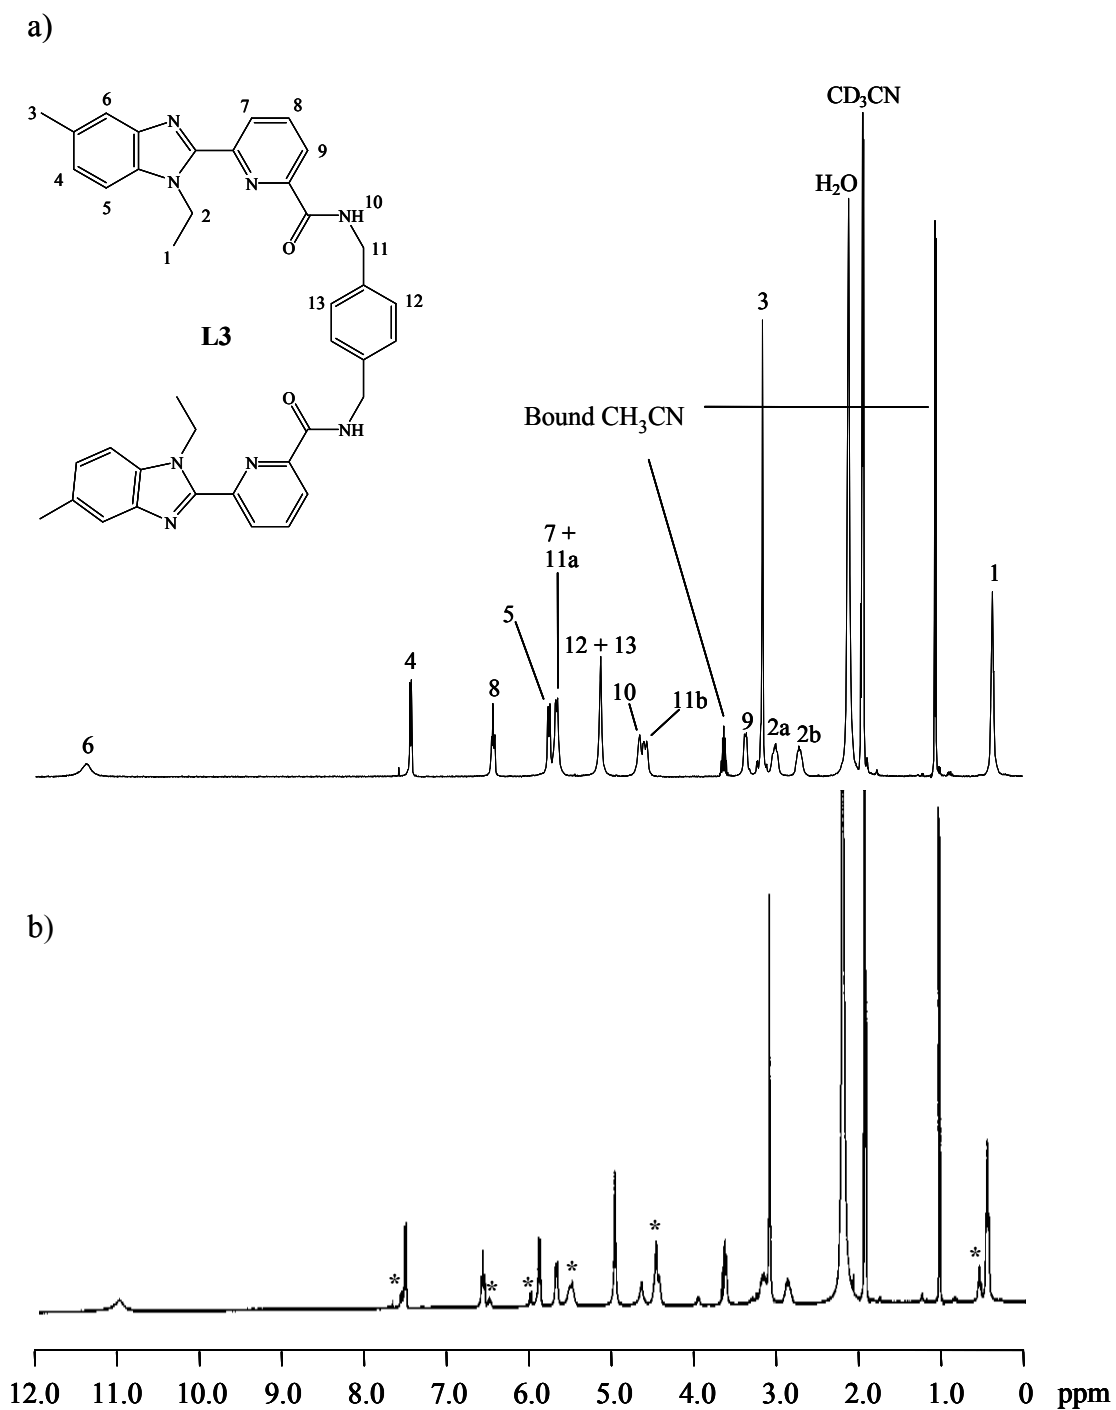 a)
6
3
N
7
8
9
4
N
N
5
2
10
NH
1
O
11
13
12
L3
O
NH
N
N
N
CD₃CN
H₂O
3
Bound CH₃CN
7 +
11a
1
5
12 + 13
4
8
10
11b
9
2a
2b
6
b)
*
*
*
*
*
*
12.0 11.0 10.0 9.0 8.0 7.0 6.0 5.0 4.0 3.0 2.0 1.0 0 ppm